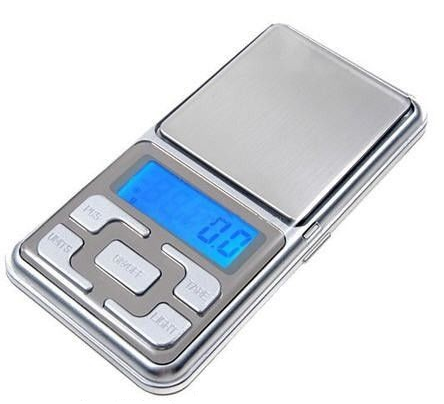 0.0
PCS
UNITS
ON/OFF
TARE
LIGHT